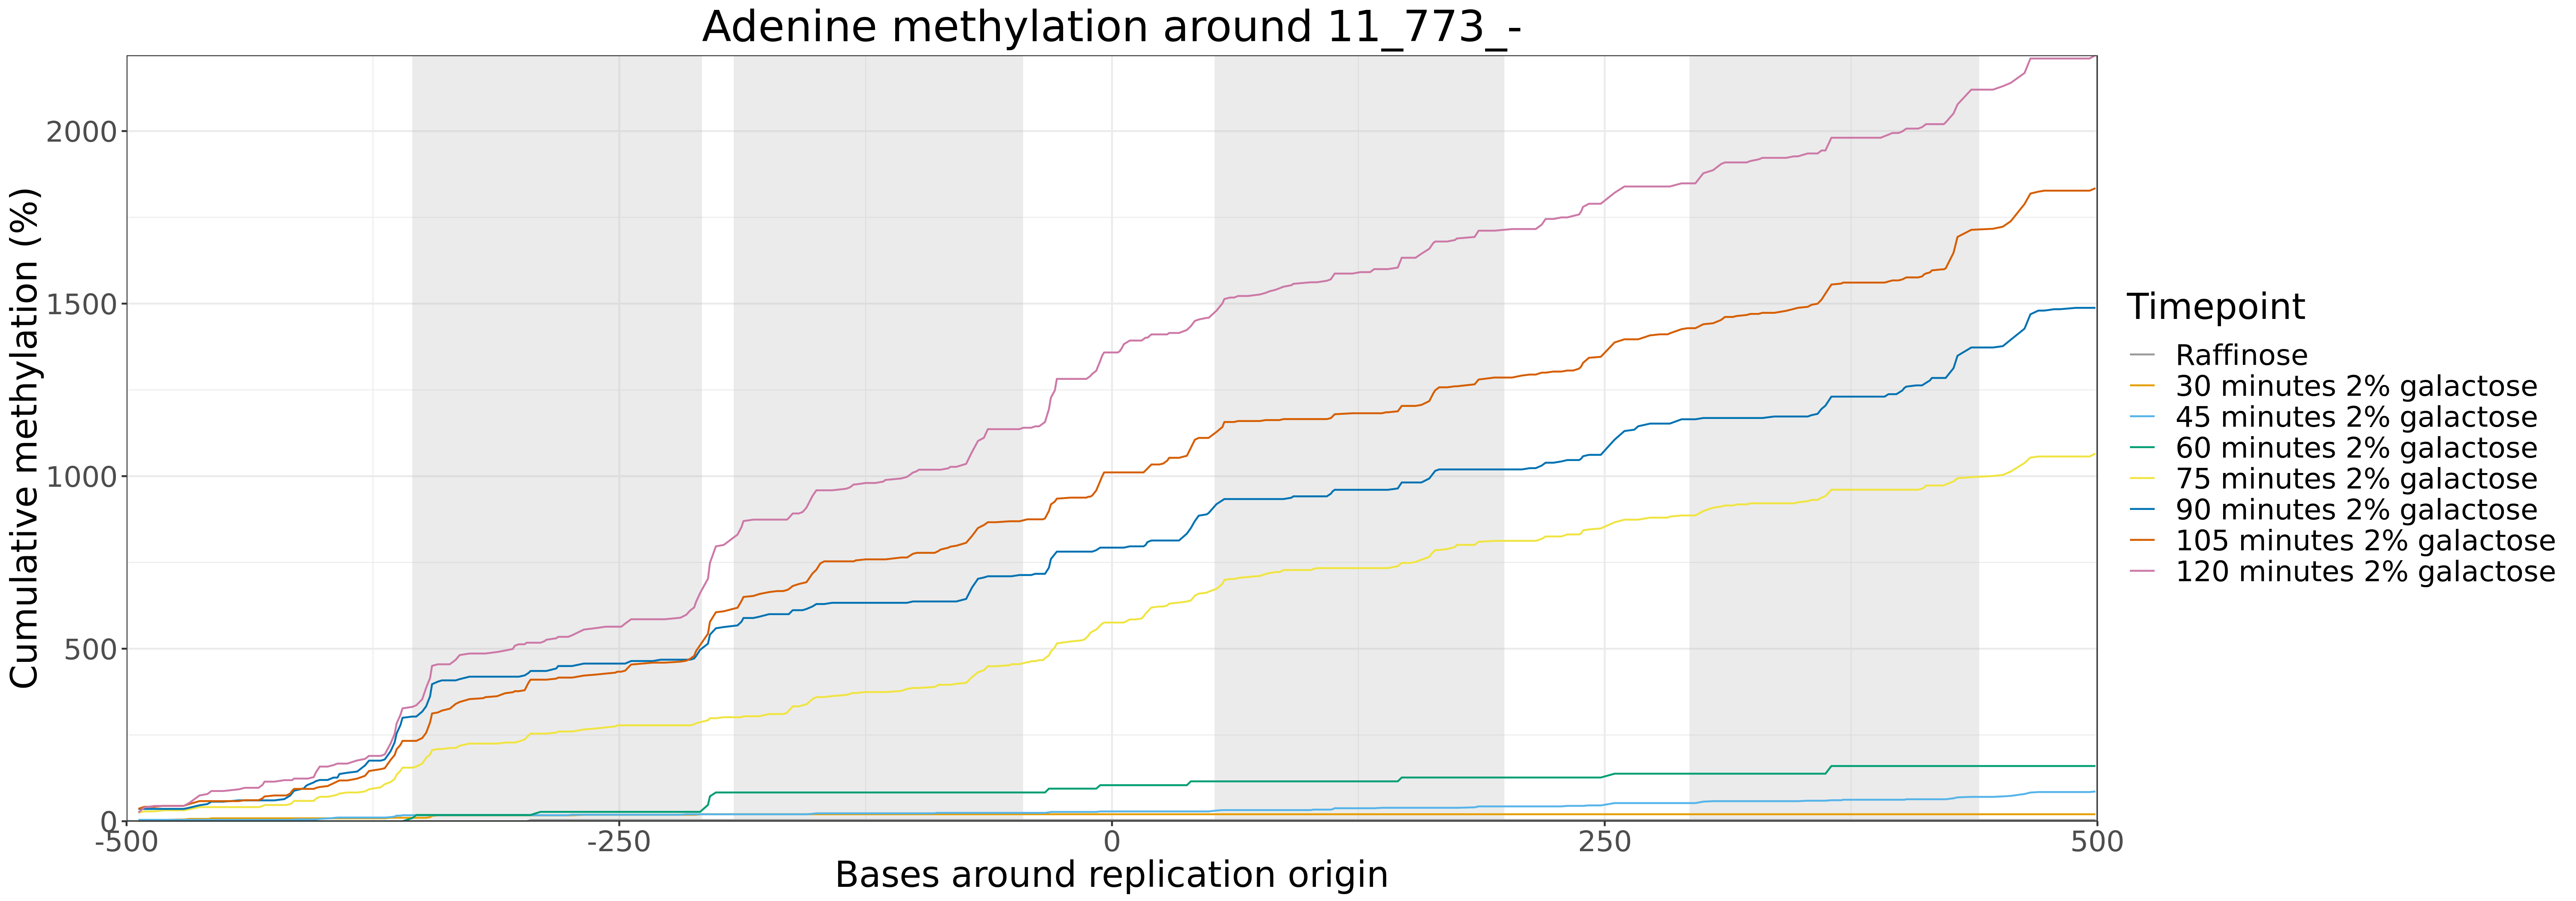 Adenine methylation around 11_773_-
Cumulative methylation (%)
2000
1500
1000
500
0
-500
-250
0
250
500
Bases around replication origin
Timepoint
Raffinose
30 minutes 2% galactose
45 minutes 2% galactose
60 minutes 2% galactose
75 minutes 2% galactose
90 minutes 2% galactose
105 minutes 2% galactose
120 minutes 2% galactose